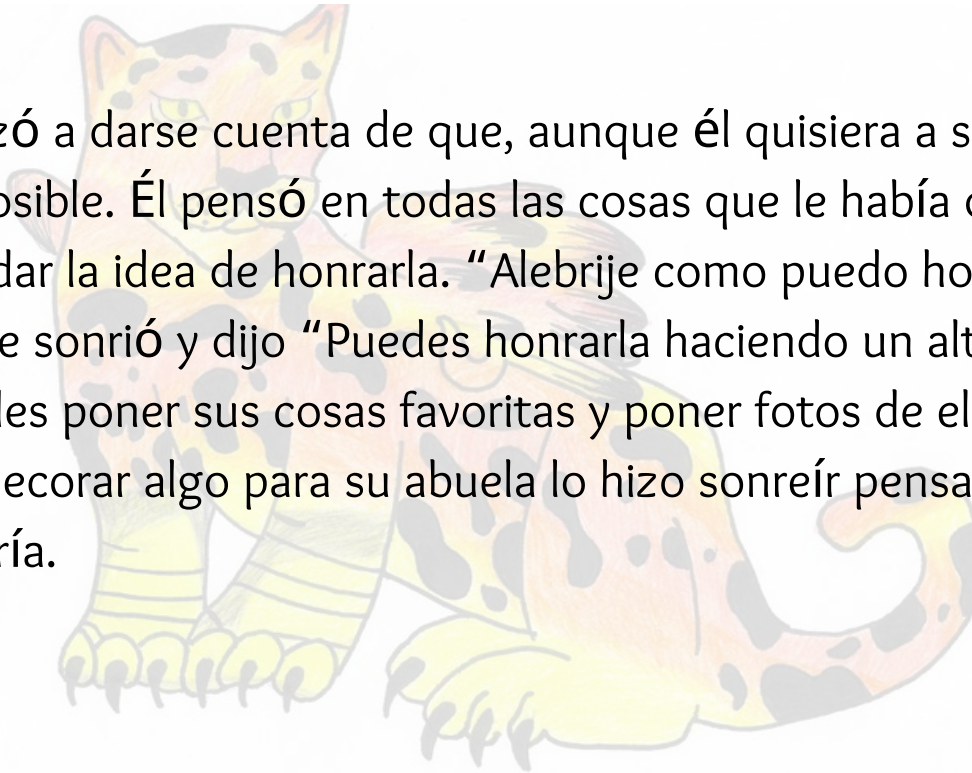 zó a darse cuenta de que, aunque él quisiera a s
osible. Él pensó en todas las cosas que le había
dar la idea de honrarla. “Alebrije como puedo ho
e sonrió y dijo “Puedes honrarla haciendo un alt
les poner sus cosas favoritas y poner fotos de el
ecorar algo para su abuela lo hizo sonreír pensa
ría.